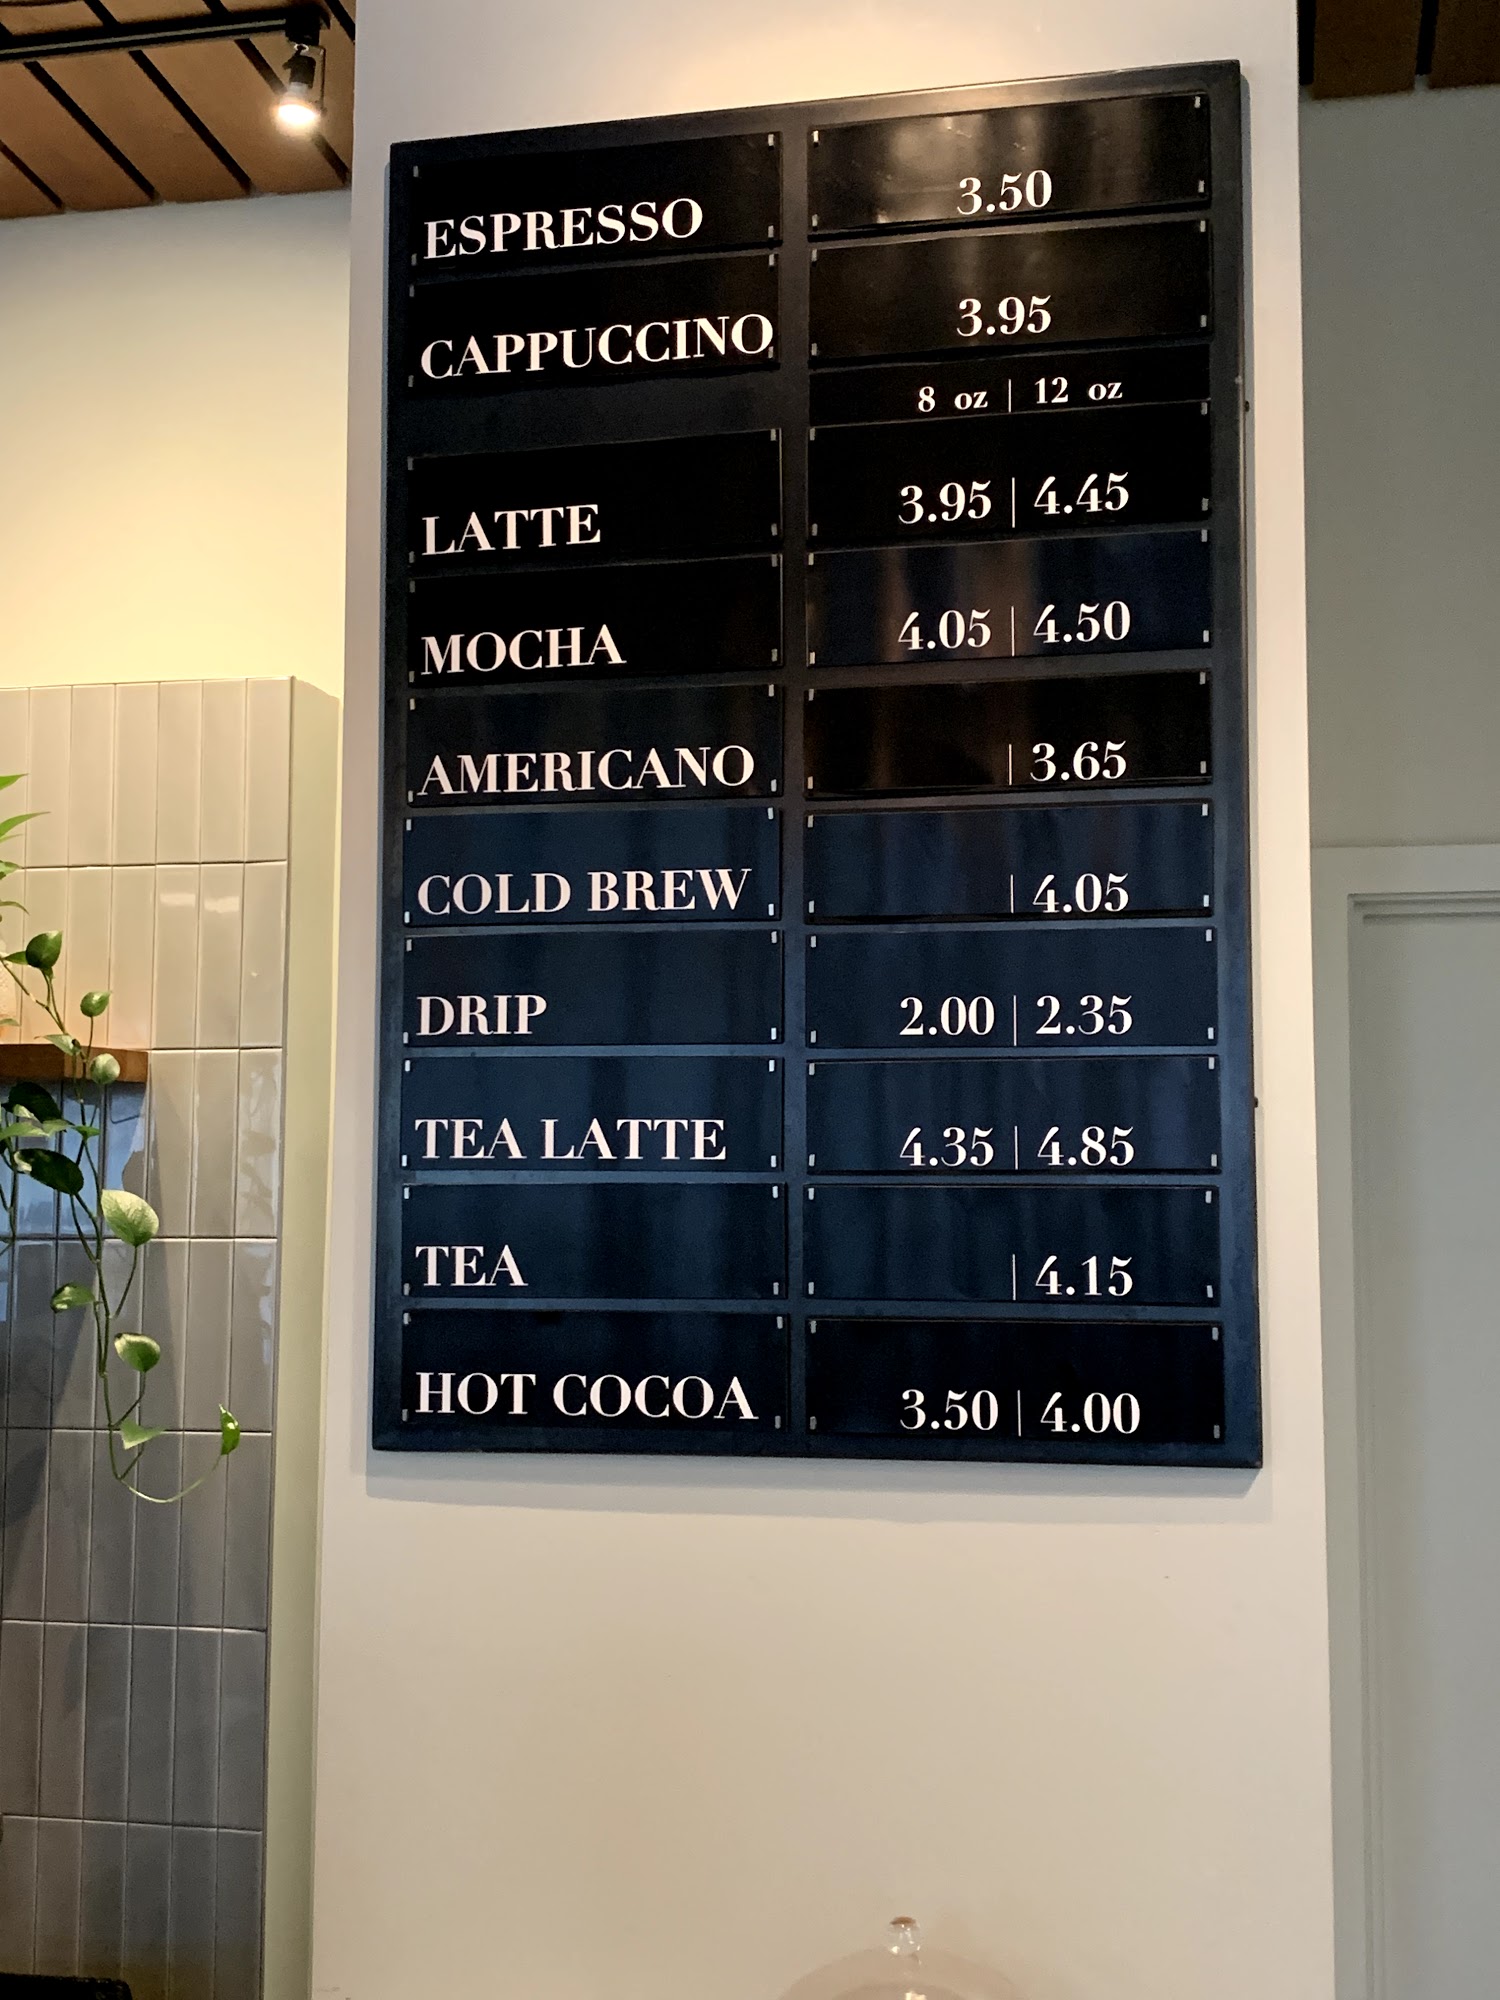 ESPRESSO 3.50
CAPPUCCINO 3.95
8 oz | 12 oz
LATTE 3.95 | 4.45
MOCHA 4.05 | 4.50
AMERICANO | 3.65
COLD BREW | 4.05
DRIP 2.00 | 2.35
TEA LATTE 4.35 | 4.85
TEA | 4.15
HOT COCOA 3.50 | 4.00